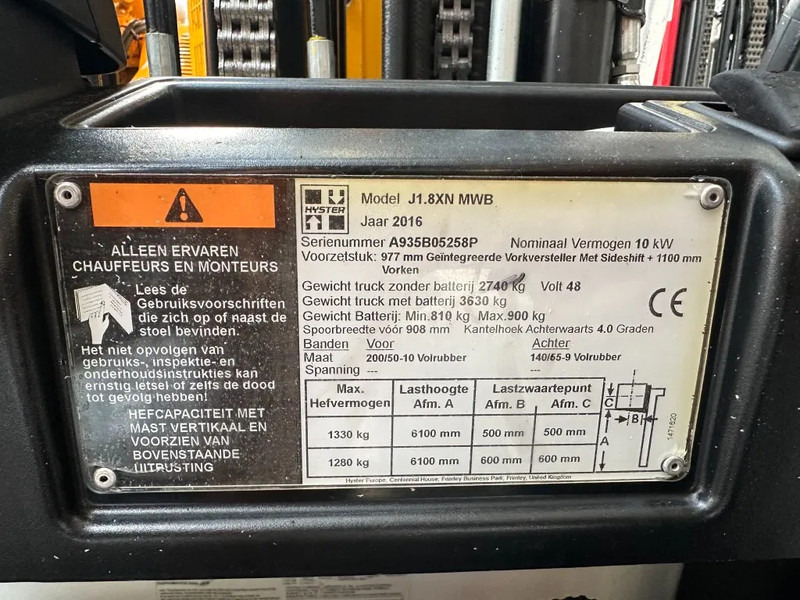 ALLEEN ERVAREN
CHAUFFEURS EN MONTEURS
Lees de
Gebruiksvoorschriften
die zich op of naast de
stoel bevinden.
Het niet opvolgen van
gebruiks-, inspektie- en
onderhoudsinstrukties kan
ernstig letsel of zelfs de dood
tot gevolg hebben!
HEFCAPACITEIT MET
MAST VERTIKAAL EN
VOORZIEN VAN
BOVENSTAANDE
UITRUSTING
HYSTER
Model J1.8XN MWB
Jaar 2016
Serienummer A935B05258P Nominaal Vermogen 10 kW
Voorzetstuk: 977 mm Geïntegreerde Vorkversteller Met Sideshift + 1100 mm
Vorken
Gewicht truck zonder batterij 2740 kg Volt 48
Gewicht truck met batterij 3630 kg
Gewicht Batterij: Min.810 kg Max.900 kg
Spoorbreedte vóór 908 mm Kantelhoek Achterwaarts 4.0 Graden
CE
Banden Voor Achter
Maat 200/50-10 Volrubber 140/55-9 Volrubber
Spanning --- ---
Max. Hefvermogen Lasthoogte Afm. A Lastzwaartepunt Afm. B Afm. C
1330 kg 6100 mm 500 mm 500 mm
1280 kg 6100 mm 600 mm 600 mm
C
B
A
1471620
Hyster Europe, Centennial House, Frimley Business Park, Frimley, United Kingdom